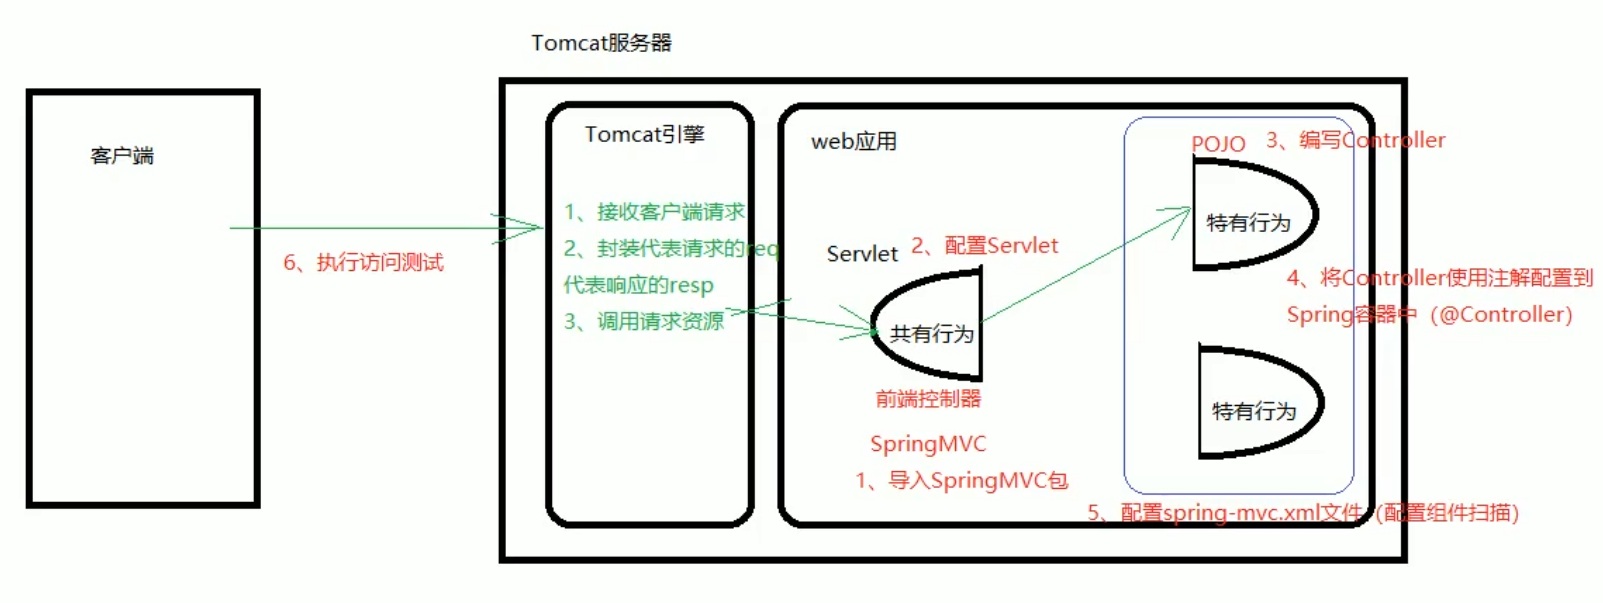 Tomcat服务器
客户端
6、执行访问测试
Tomcat引擎
1、接收客户端请求
2、封装代表请求的req
代表响应的resp
3、调用请求资源
web应用
Servlet
2、配置Servlet
共有行为
前端控制器
SpringMVC
1、导入SpringMVC包
POJO
3、编写Controller
特有行为
4、将Controller使用注解配置到
Spring容器中（@Controller）
特有行为
5、配置spring-mvc.xml文件（配置组件扫描）